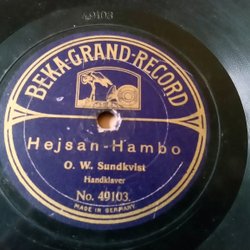 49103
BEKA-GRAND-RECORD
Hejsan-Hambo
O. W. Sundkvist
Handklaver
No. 49103.
MADE IN GERMANY